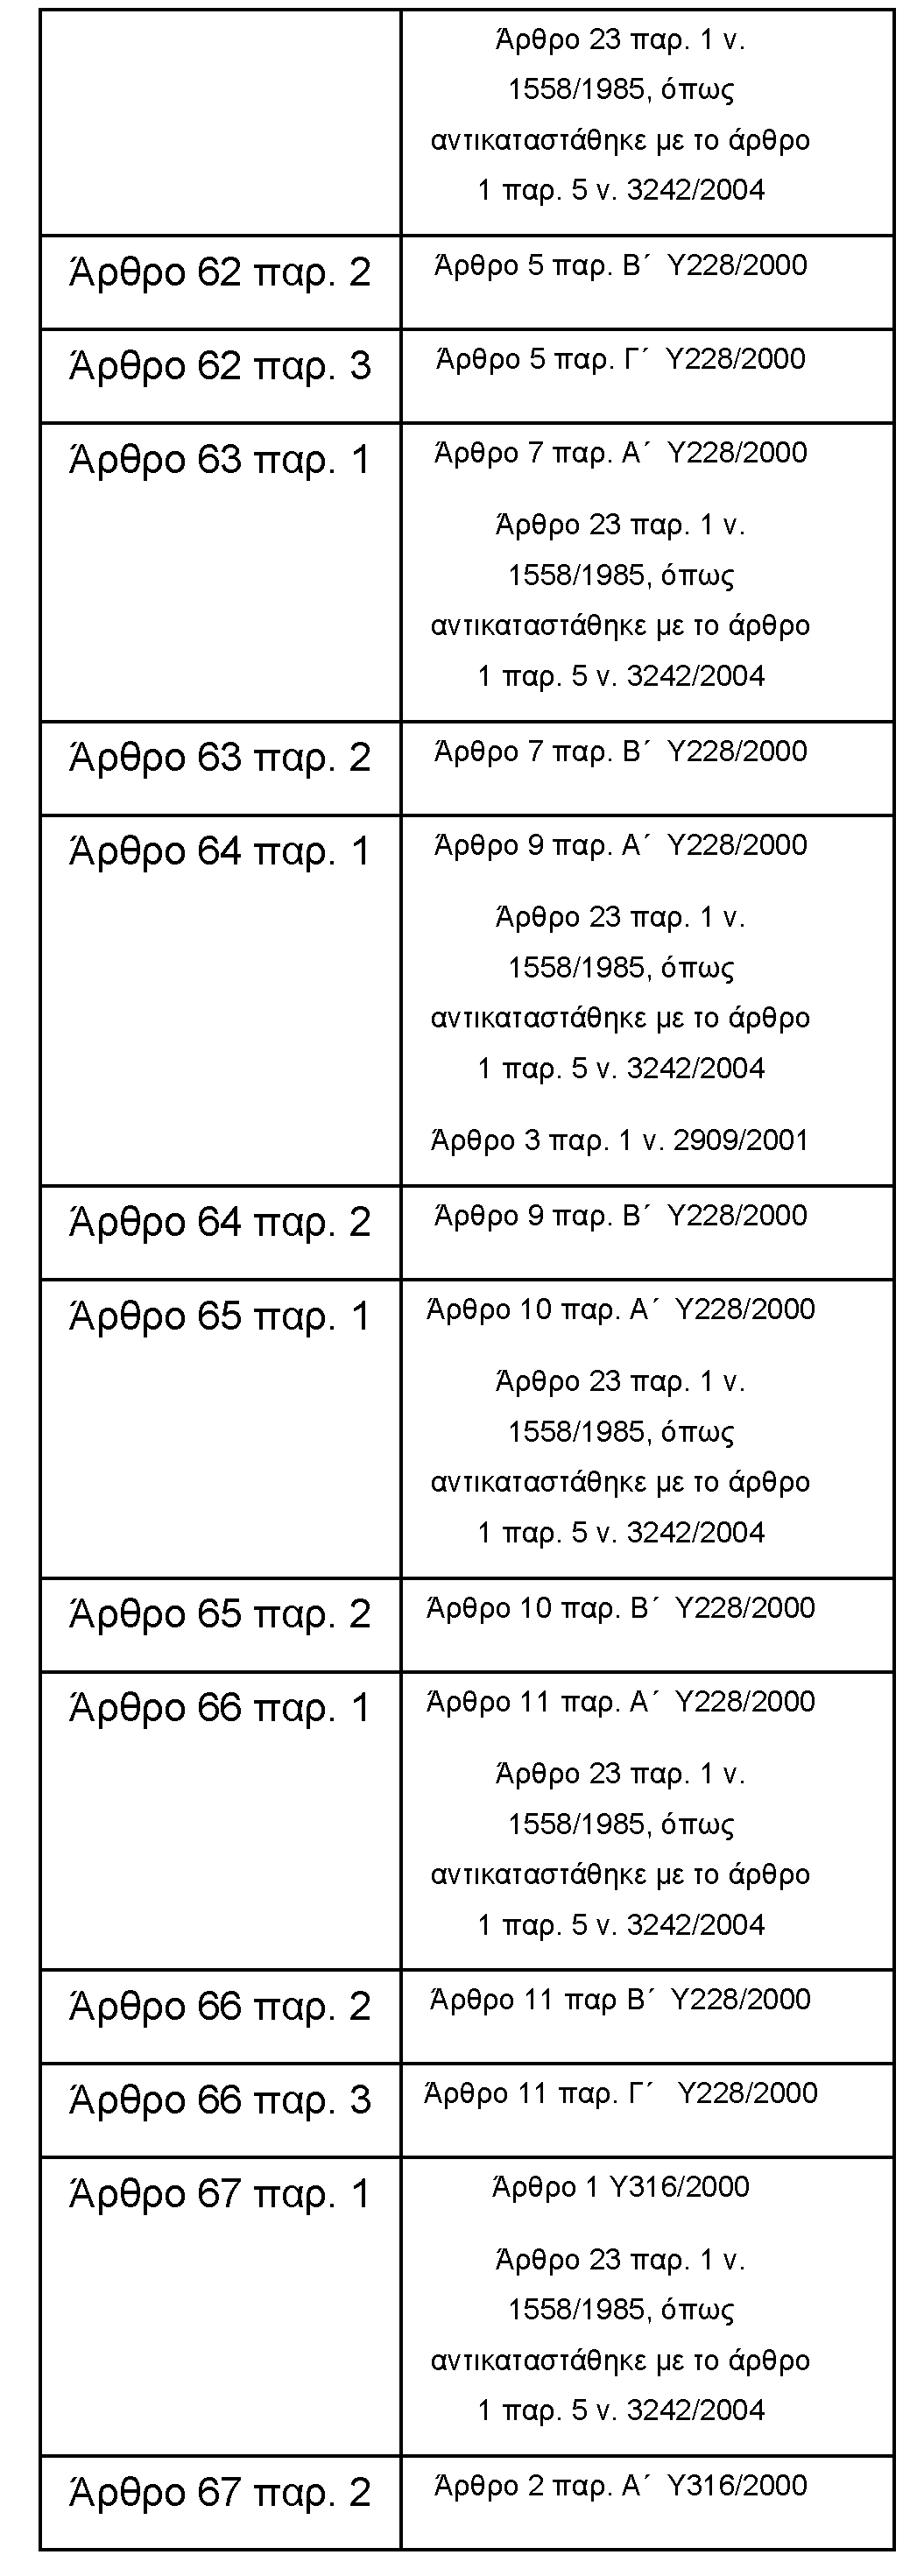 Άρθρο 23 παρ. 1 ν.
1558/1985, όπως
αντικαταστάθηκε με το άρθρο
1 παρ. 5 ν. 3242/2004
Άρθρο 62 παρ. 2
Άρθρο 5 παρ. Β΄ Υ228/2000
Άρθρο 62 παρ. 3
Άρθρο 5 παρ. Γ΄ Υ228/2000
Άρθρο 63 παρ. 1
Άρθρο 7 παρ. Α΄ Υ228/2000
Άρθρο 23 παρ. 1 ν.
1558/1985, όπως
αντικαταστάθηκε με το άρθρο
1 παρ. 5 ν. 3242/2004
Άρθρο 63 παρ. 2
Άρθρο 7 παρ. Β΄ Υ228/2000
Άρθρο 64 παρ. 1
Άρθρο 9 παρ. Α΄ Υ228/2000
Άρθρο 23 παρ. 1 ν.
1558/1985, όπως
αντικαταστάθηκε με το άρθρο
1 παρ. 5 ν. 3242/2004
Άρθρο 3 παρ. 1 ν. 2909/2001
Άρθρο 64 παρ. 2
Άρθρο 9 παρ. Β΄ Υ228/2000
Άρθρο 65 παρ. 1
Άρθρο 10 παρ. Α΄ Υ228/2000
Άρθρο 23 παρ. 1 ν.
1558/1985, όπως
αντικαταστάθηκε με το άρθρο
1 παρ. 5 ν. 3242/2004
Άρθρο 65 παρ. 2
Άρθρο 10 παρ. Β΄ Υ228/2000
Άρθρο 66 παρ. 1
Άρθρο 11 παρ. Α΄ Υ228/2000
Άρθρο 23 παρ. 1 ν.
1558/1985, όπως
αντικαταστάθηκε με το άρθρο
1 παρ. 5 ν. 3242/2004
Άρθρο 66 παρ. 2
Άρθρο 11 παρ Β΄ Υ228/2000
Άρθρο 66 παρ. 3
Άρθρο 11 παρ. Γ΄ Υ228/2000
Άρθρο 67 παρ. 1
Άρθρο 1 Υ316/2000
Άρθρο 23 παρ. 1 ν.
1558/1985, όπως
αντικαταστάθηκε με το άρθρο
1 παρ. 5 ν. 3242/2004
Άρθρο 67 παρ. 2
Άρθρο 2 παρ. Α΄ Υ316/2000